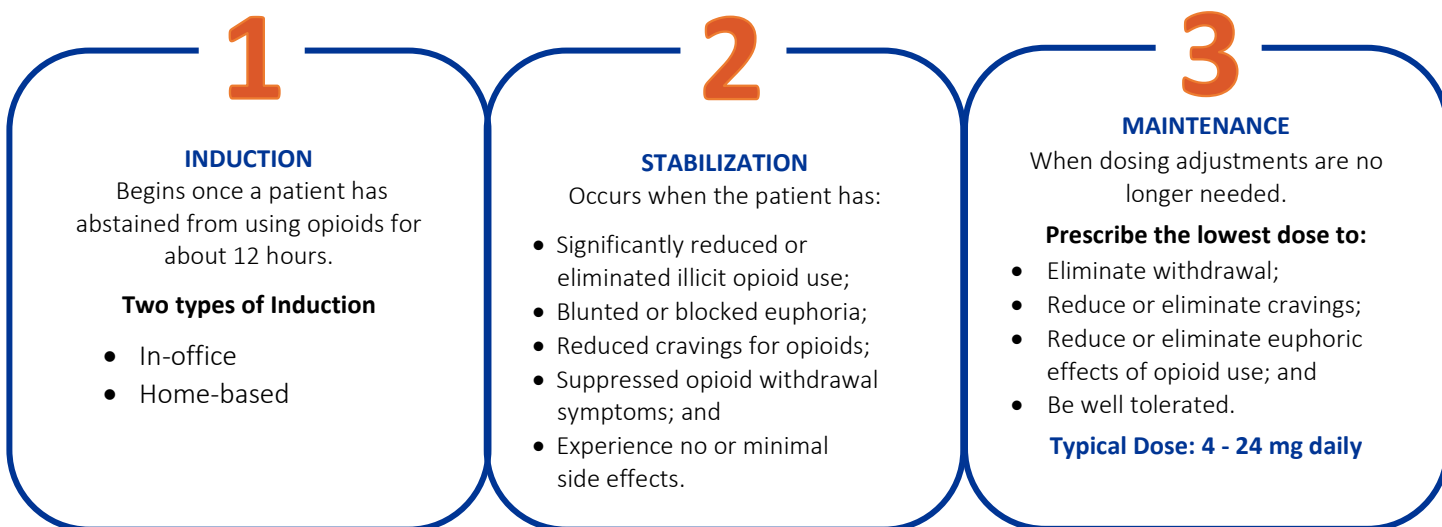 1
INDUCTION
Begins once a patient has
abstained from using opioids for
about 12 hours.
Two types of Induction
• In-office
• Home-based
2
STABILIZATION
Occurs when the patient has:
• Significantly reduced or
eliminated illicit opioid use;
• Blunted or blocked euphoria;
• Reduced cravings for opioids;
• Suppressed opioid withdrawal
symptoms; and
• Experience no or minimal
side effects.
3
MAINTENANCE
When dosing adjustments are no
longer needed.
Prescribe the lowest dose to:
• Eliminate withdrawal;
• Reduce or eliminate cravings;
• Reduce or eliminate euphoric
effects of opioid use; and
• Be well tolerated.
Typical Dose: 4 - 24 mg daily